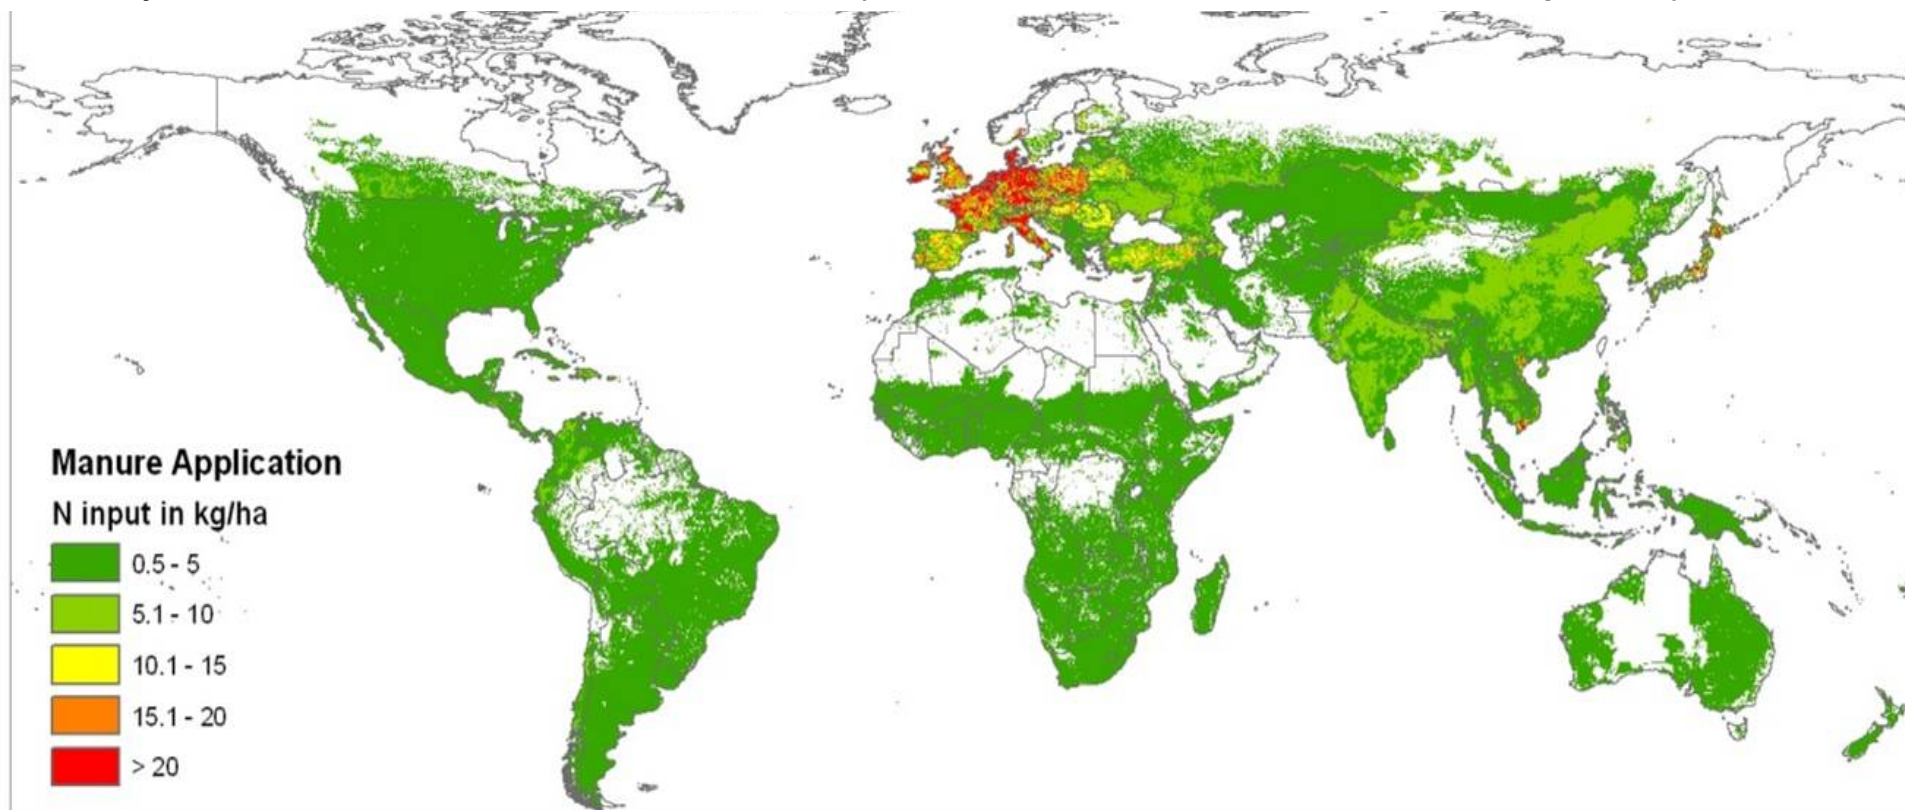 Manure Application
N input in kg/ha
0.5 - 5
5.1 - 10
10.1 - 15
15.1 - 20
> 20